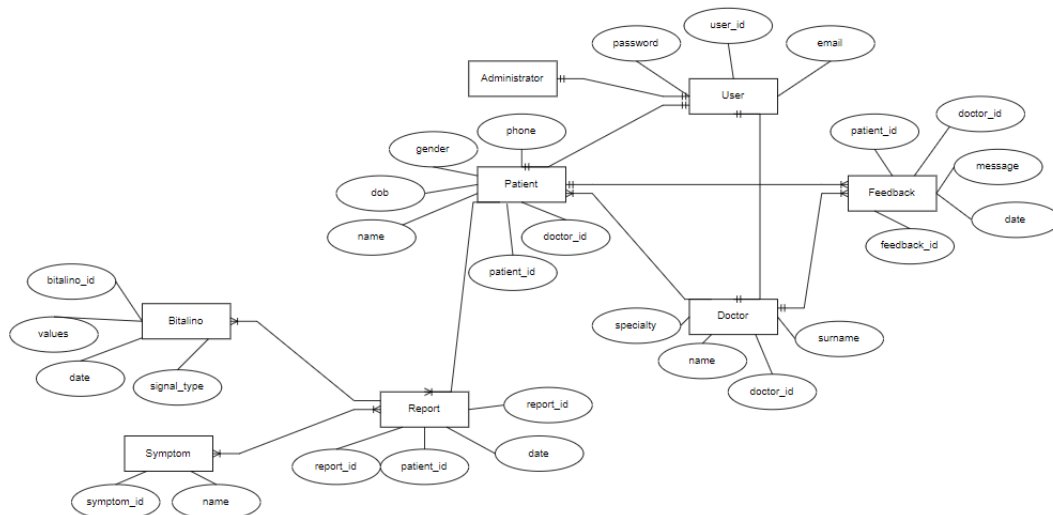 user_id
password
email
Administrator
User
doctor_id
patient_id
phone
gender
message
Patient
Feedback
dob
date
name
doctor_id
feedback_id
patient_id
bitalino_id
Bitalino
specialty
Doctor
surname
values
name
date
signal_type
doctor_id
report_id
Report
Symptom
date
report_id
patient_id
symptom_id
name